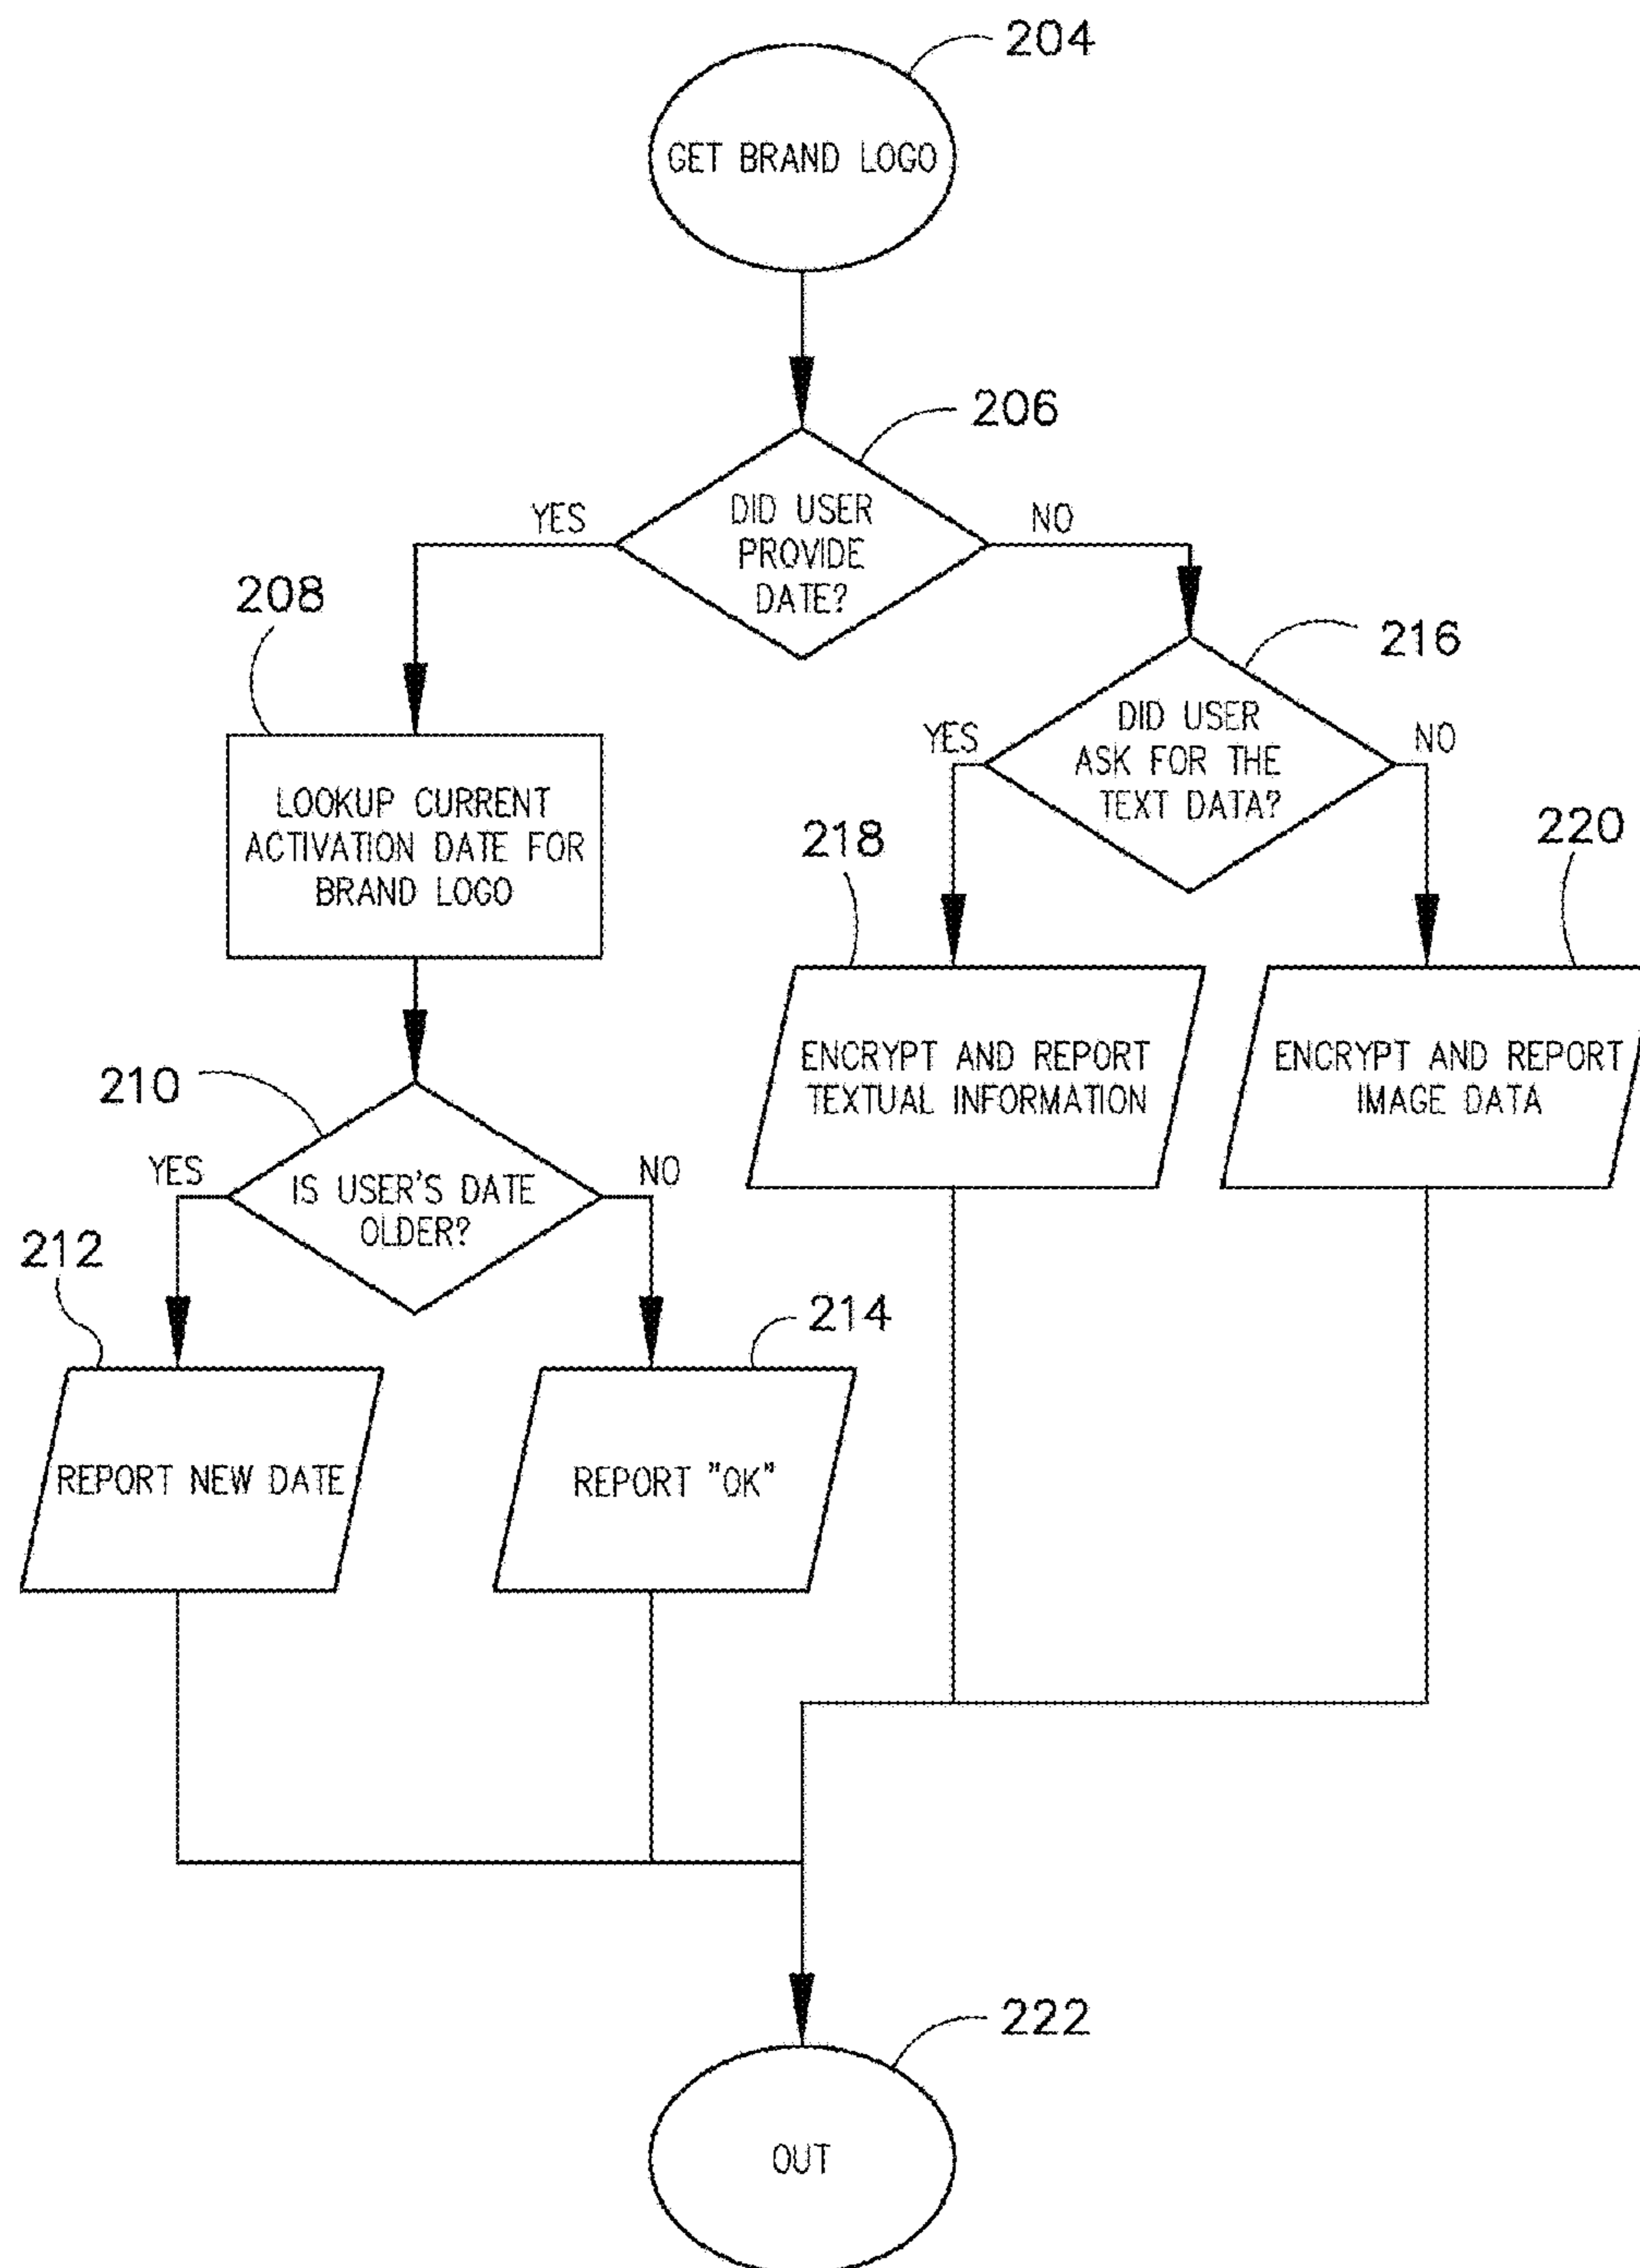 204
GET BRAND LOGO
206
DID USER
PROVIDE
DATE?
YES
NO
208
LOOKUP CURRENT
ACTIVATION DATE FOR
BRAND LOGO
216
DID USER
ASK FOR THE
TEXT DATA?
YES
NO
218
ENCRYPT AND REPORT
TEXTUAL INFORMATION
220
ENCRYPT AND REPORT
IMAGE DATA
210
IS USER'S DATE
OLDER?
YES
NO
212
REPORT NEW DATE
214
REPORT "OK"
222
OUT